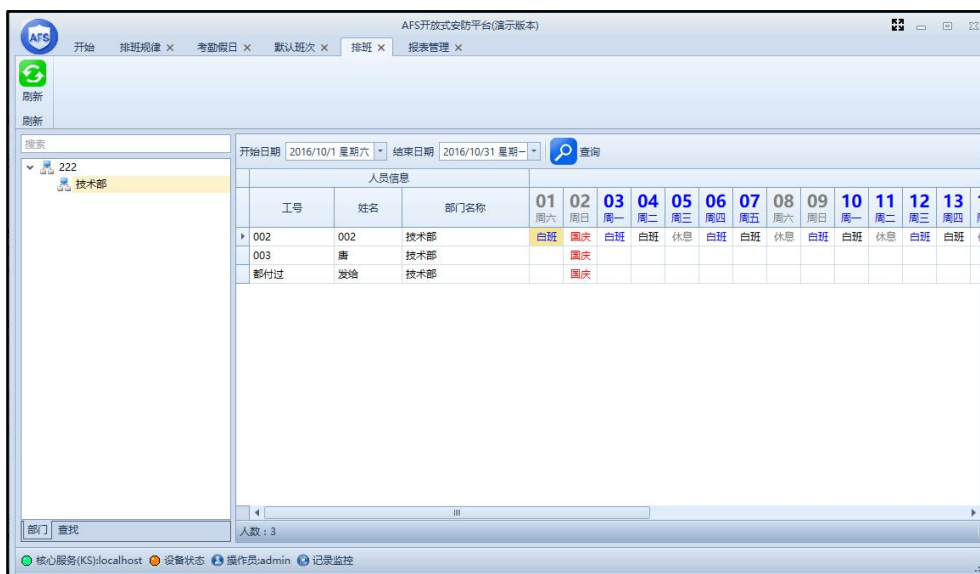 AFS开放式安防平台(演示版本)
AFS
开始 排班规律 考勤假日 默认班次 排班 报表管理
刷新
刷新
搜索
开始日期 2016/10/1 星期六 结束日期 2016/10/31 星期一 查询
222
技术部
人员信息
工号 姓名 部门名称 01 02 03 04 05 06 07 08 09 10 11 12 13
周六 周日 周一 周二 周三 周四 周五 周六 周日 周一 周二 周三 周四
002 002 技术部 白班 国庆 白班 白班 休息 白班 白班 休息 白班 白班 休息 白班 白班
003 唐 技术部 国庆
都付过 发给 技术部 国庆
部门 查找
人数：3
核心服务(KS):localhost 设备状态 操作员:admin 记录监控